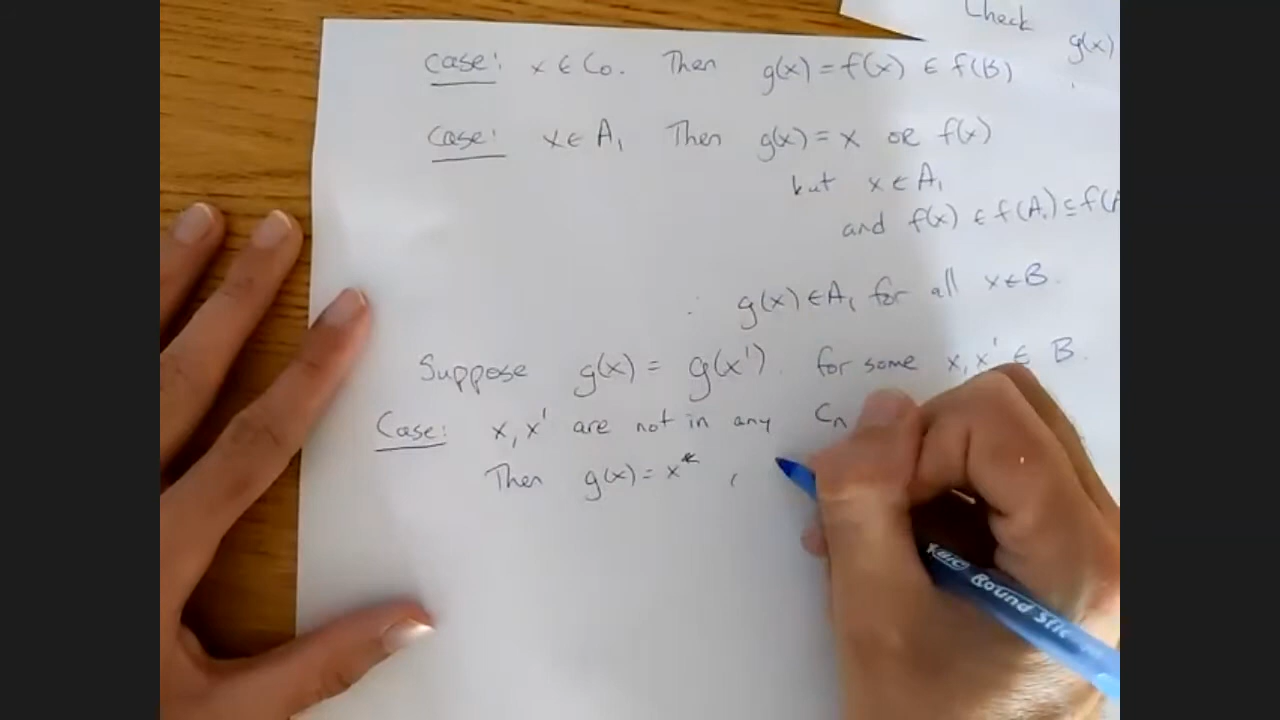 Check
g(x)
Case: x ∈ C₀. Then g(x) = f(x) ∈ f(B)
Case: x ∈ A₁ Then g(x) = x or f(x)
but x ∈ A₁
and f(x) ∈ f(A₁) ⊆ f(A
∴ g(x) ∈ A₁ for all x ∈ B.
Suppose g(x) = g(x'). for some x, x' ∈ B.
Case: x, x' are not in any Cₙ
Then g(x) = x ,
BIC Round Stic